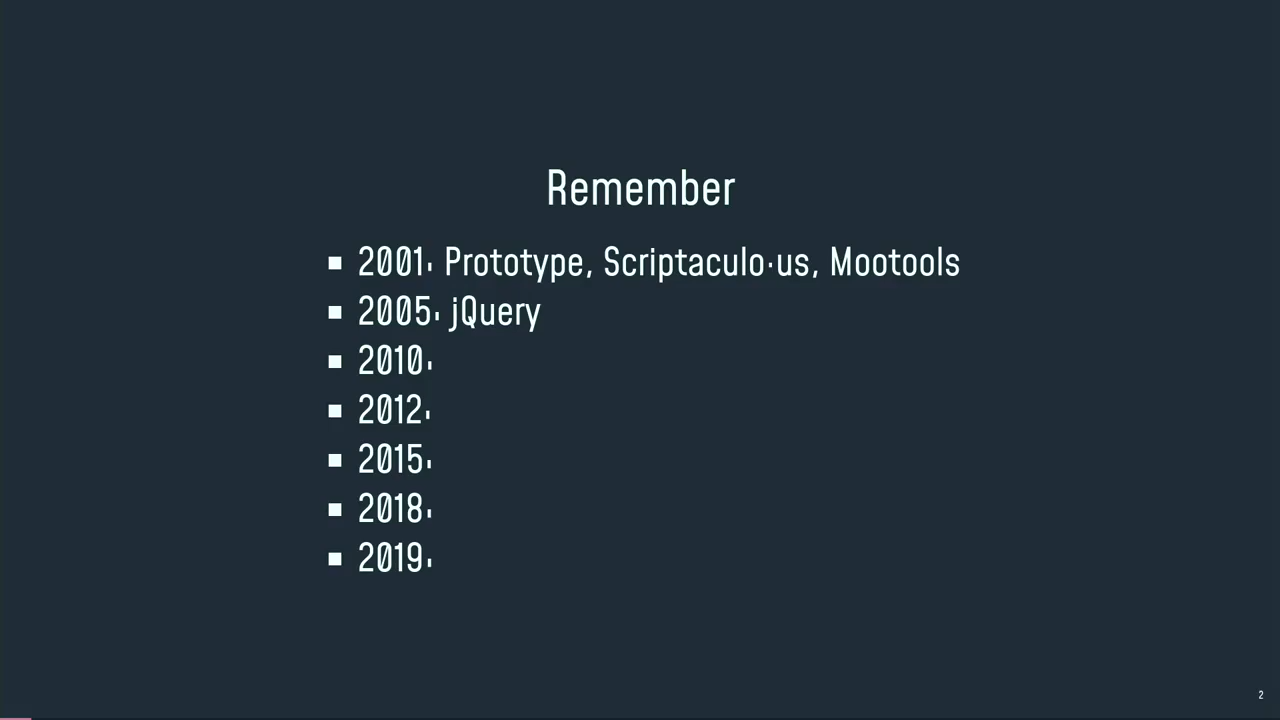 Remember
▪ 2001: Prototype, Scriptaculo·us, Mootools
▪ 2005: jQuery
▪ 2010:
▪ 2012:
▪ 2015:
▪ 2018:
▪ 2019:
2